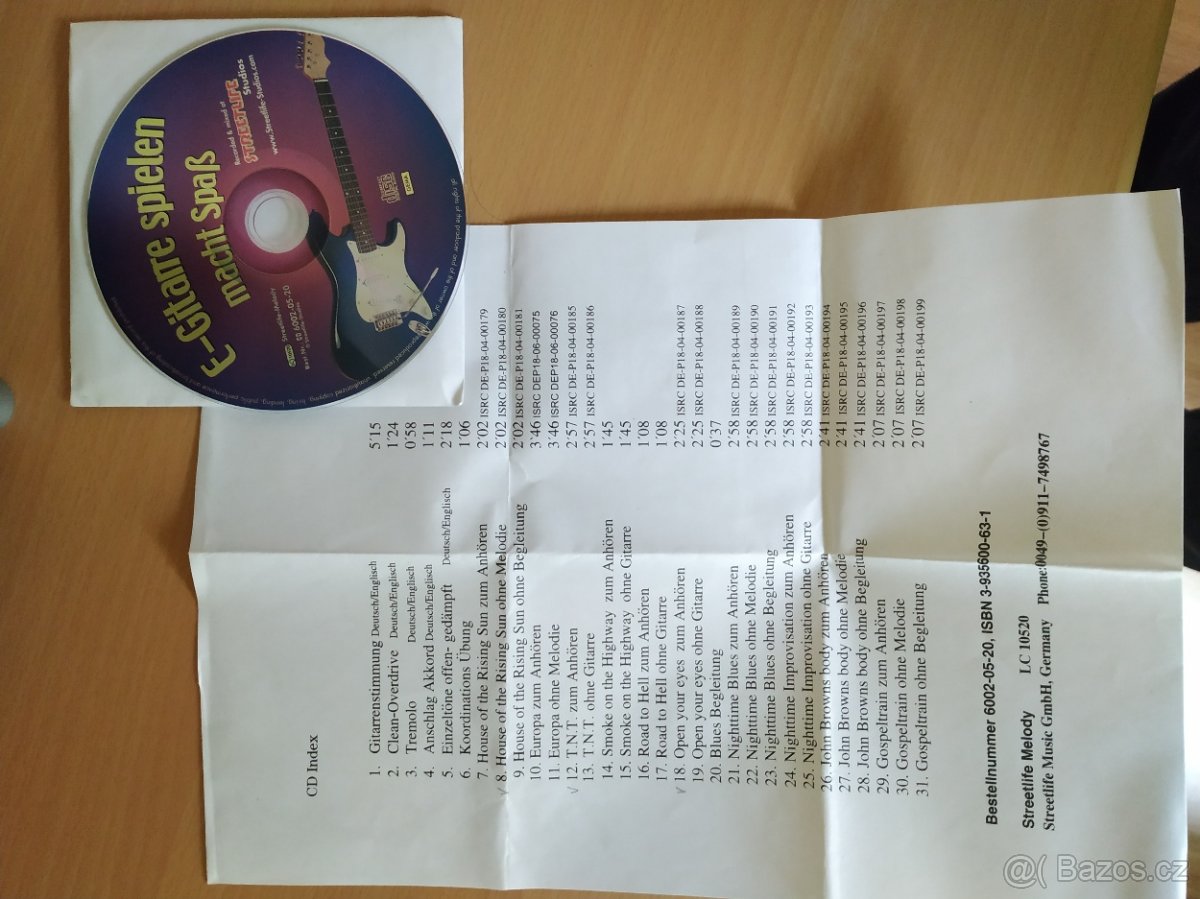 E-Gitarre spielen
macht Spaß
Recorded & mixed at
STREETLIFE
Studios
www.Streetlife-Studios.com
Streetlife-Melody
Best Nr. 6002-05-20
COMPACT
disc
GEMA
CD Index
1. Gitarrenstimmung Deutsch/Englisch 5´15
2. Clean-Overdrive Deutsch/Englisch 1´24
3. Tremolo Deutsch/Englisch 0´58
4. Anschlag Akkord Deutsch/Englisch 1´11
5. Einzeltöne offen- gedämpft Deutsch/Englisch 2´18
6. Koordinations Übung 1´06
7. House of the Rising Sun zum Anhören 2´02 ISRC DE-P18-04-00179
√ 8. House of the Rising Sun ohne Melodie 2´02 ISRC DE-P18-04-00180
9. House of the Rising Sun ohne Begleitung 2´02 ISRC DE-P18-04-00181
10. Europa zum Anhören 3´46 ISRC DEP18-06-00075
11. Europa ohne Melodie 3´46 ISRC DEP18-06-00076
√ 12. T.N.T. zum Anhören 2´57 ISRC DE-P18-04-00185
13. T.N.T. ohne Gitarre 2´57 ISRC DE-P18-04-00186
14. Smoke on the Highway zum Anhören 1´45
15. Smoke on the Highway ohne Gitarre 1´45
16. Road to Hell zum Anhören 1´08
17. Road to Hell ohne Gitarre 1´08
√ 18. Open your eyes zum Anhören 2´25 ISRC DE-P18-04-00187
19. Open your eyes ohne Gitarre 2´25 ISRC DE-P18-04-00188
20. Blues Begleitung 0´37
21. Nighttime Blues zum Anhören 2´58 ISRC DE-P18-04-00189
22. Nighttime Blues ohne Melodie 2´58 ISRC DE-P18-04-00190
23. Nighttime Blues ohne Begleitung 2´58 ISRC DE-P18-04-00191
24. Nighttime Improvisation zum Anhören 2´58 ISRC DE-P18-04-00192
25. Nighttime Improvisation ohne Gitarre 2´58 ISRC DE-P18-04-00193
26. John Browns body zum Anhören 2´41 ISRC DE-P18-04-00194
27. John Browns body ohne Melodie 2´41 ISRC DE-P18-04-00195
28. John Browns body ohne Begleitung 2´41 ISRC DE-P18-04-00196
29. Gospeltrain zum Anhören 2´07 ISRC DE-P18-04-00197
30. Gospeltrain ohne Melodie 2´07 ISRC DE-P18-04-00198
31. Gospeltrain ohne Begleitung 2´07 ISRC DE-P18-04-00199
Bestellnummer 6002-05-20, ISBN 3-935600-63-1
Streetlife Melody LC 10520
Streetlife Music GmbH, Germany Phone:0049–(0)911–7498767
Bazos.cz